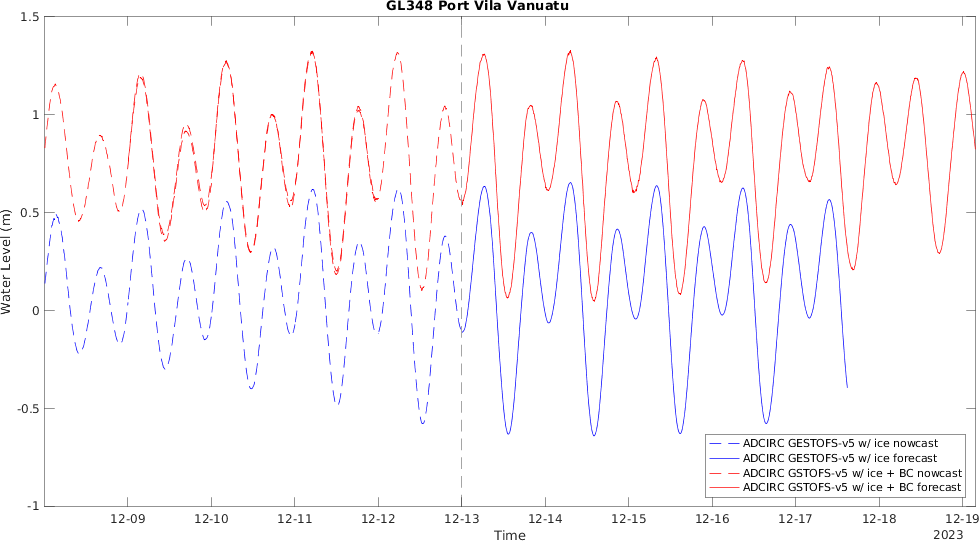 GL348 Port Vila Vanuatu
1.5
1
0.5
0
-0.5
-1
Water Level (m)
12-09
12-10
12-11
12-12
12-13
12-14
12-15
12-16
12-17
12-18
12-19
2023
Time
ADCIRC GESTOFS-v5 w/ ice nowcast
ADCIRC GESTOFS-v5 w/ ice forecast
ADCIRC GSTOFS-v5 w/ ice + BC nowcast
ADCIRC GSTOFS-v5 w/ ice + BC forecast